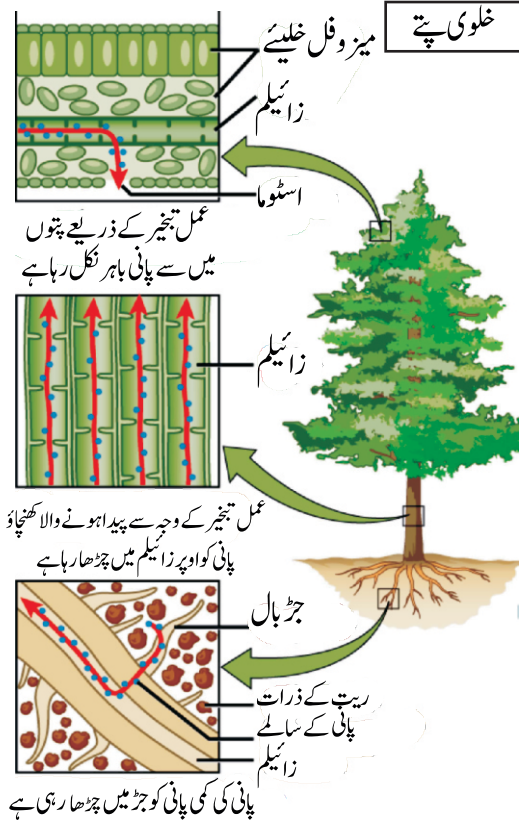 خلوی پتے
میزوفل خلیئے
زائیلم
اسٹوما
عمل تبخیر کے ذریعے پتوں
میں سے پانی باہر نکل رہا ہے
زائیلم
عمل تبخیر کے وجہ سے پیدا ہونے والا کھنچاؤ
پانی کو اوپر زائیلم میں چڑھا رہا ہے
جڑ بال
ریت کے ذرات
پانی کے سالمے
زائیلم
پانی کی کمی پانی کو جڑ میں چڑھا رہی ہے